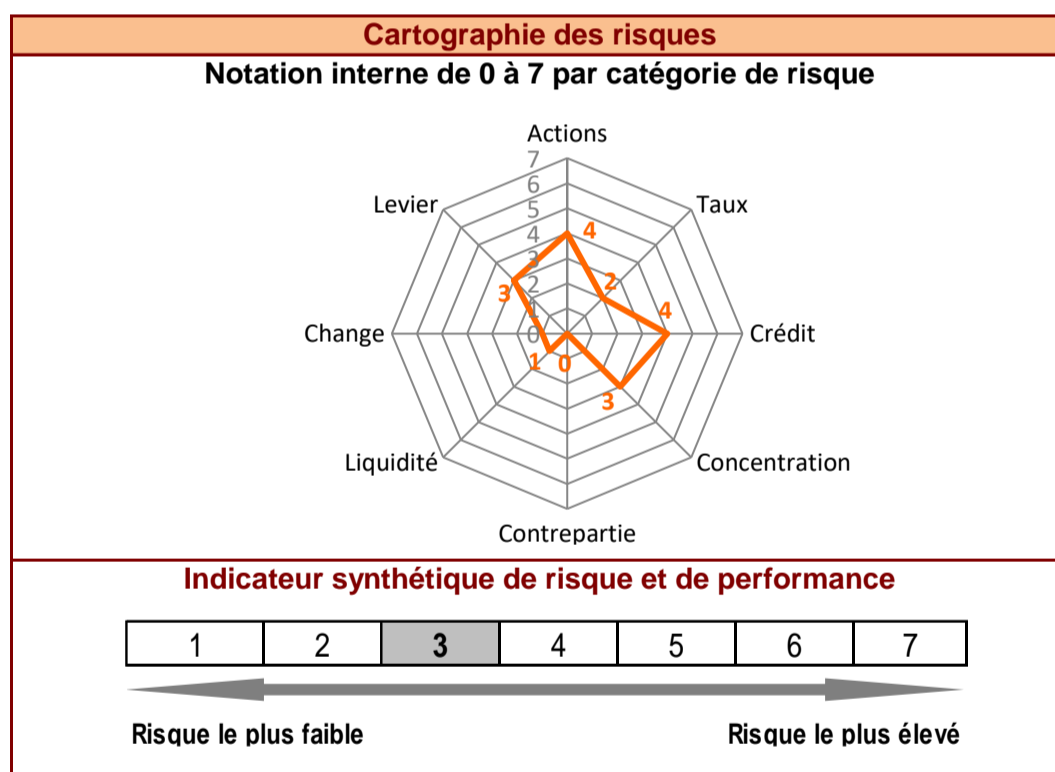 Cartographie des risques
Notation interne de 0 à 7 par catégorie de risque
Actions
7
6
5
4
3
2
1
0
Levier
Taux
4
2
3
4
Change
Crédit
1
0
3
Liquidité
Concentration
Contrepartie
Indicateur synthétique de risque et de performance
1 2 3 4 5 6 7
Risque le plus faible Risque le plus élevé